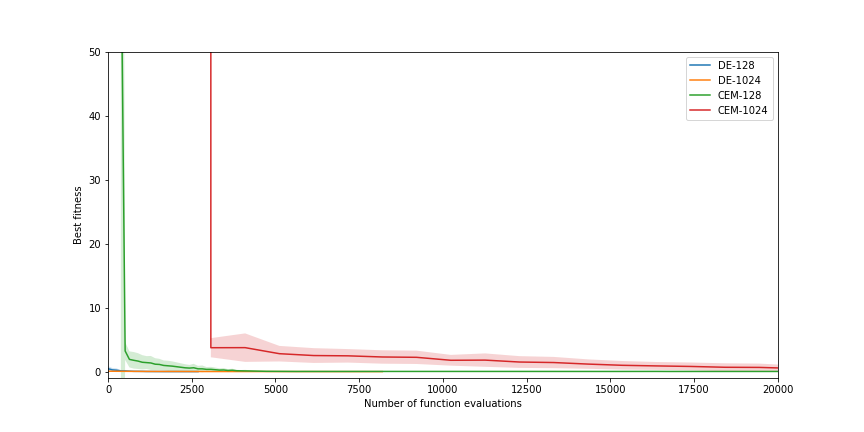 50
40
30
20
10
0
Best fitness
DE-128
DE-1024
CEM-128
CEM-1024
0 2500 5000 7500 10000 12500 15000 17500 20000
Number of function evaluations